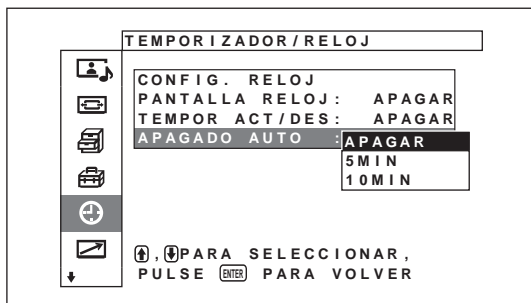 TEMPORIZADOR/RELOJ
CONFIG. RELOJ
PANTALLA RELOJ: APAGAR
TEMPOR ACT/DES: APAGAR
APAGADO AUTO : APAGAR
5MIN
10MIN
, PARA SELECCIONAR,
PULSE ENTER PARA VOLVER